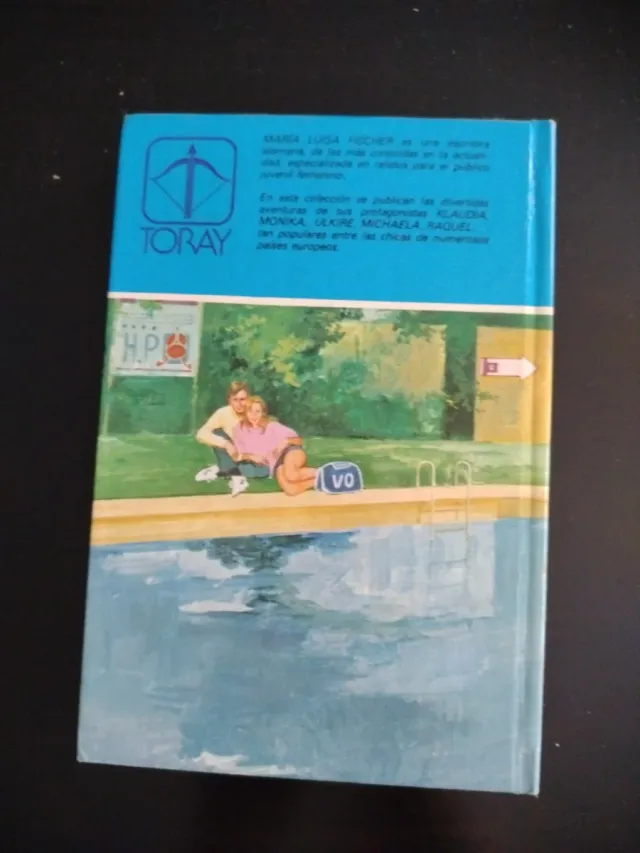 MARÍA LUISA FISCHER es una escritora
alemana, de las más conocidas en la actuali-
dad, especializada en relatos para el público
juvenil femenino.
En esta colección se publican las divertidas
aventuras de sus protagonistas KLAUDIA,
MONIKA, ULKIRE, MICHAELA, RAQUEL...
tan populares entre las chicas de numerosos
países europeos.
TORAY
H.P
VO